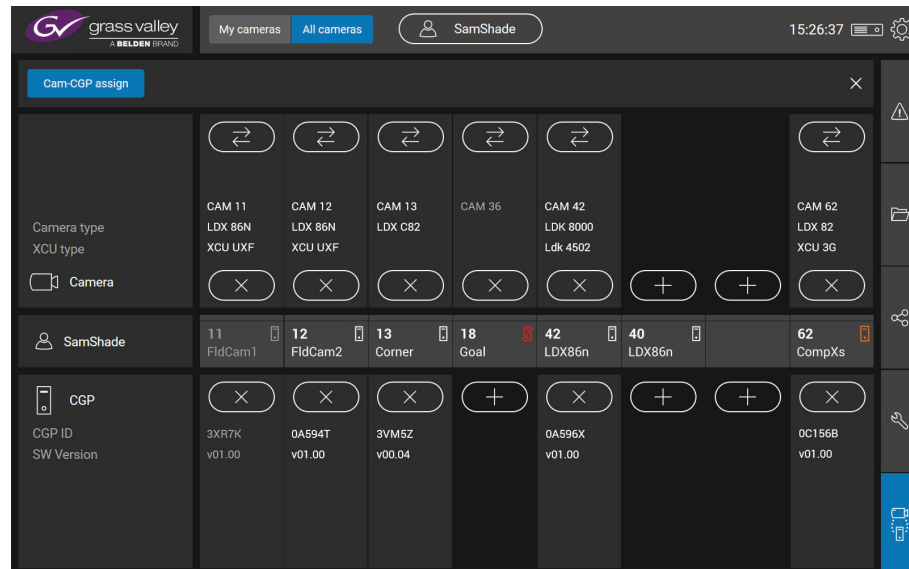 GV grassvalley
A BELDEN BRAND
My cameras
All cameras
SamShade
15:26:37
Cam-CGP assign
Camera type
XCU type
Camera
CAM 11
LDX 86N
XCU UXF
CAM 12
LDX 86N
XCU UXF
CAM 13
LDX C82
CAM 36
CAM 42
LDK 8000
Ldk 4502
CAM 62
LDX 82
XCU 3G
SamShade
11
FldCam1
12
FldCam2
13
Corner
18
Goal
42
LDX86n
40
LDX86n
62
CompXs
CGP
CGP ID
SW Version
3XR7K
v01.00
0A594T
v01.00
3VM5Z
v00.04
0A596X
v01.00
0C156B
v01.00